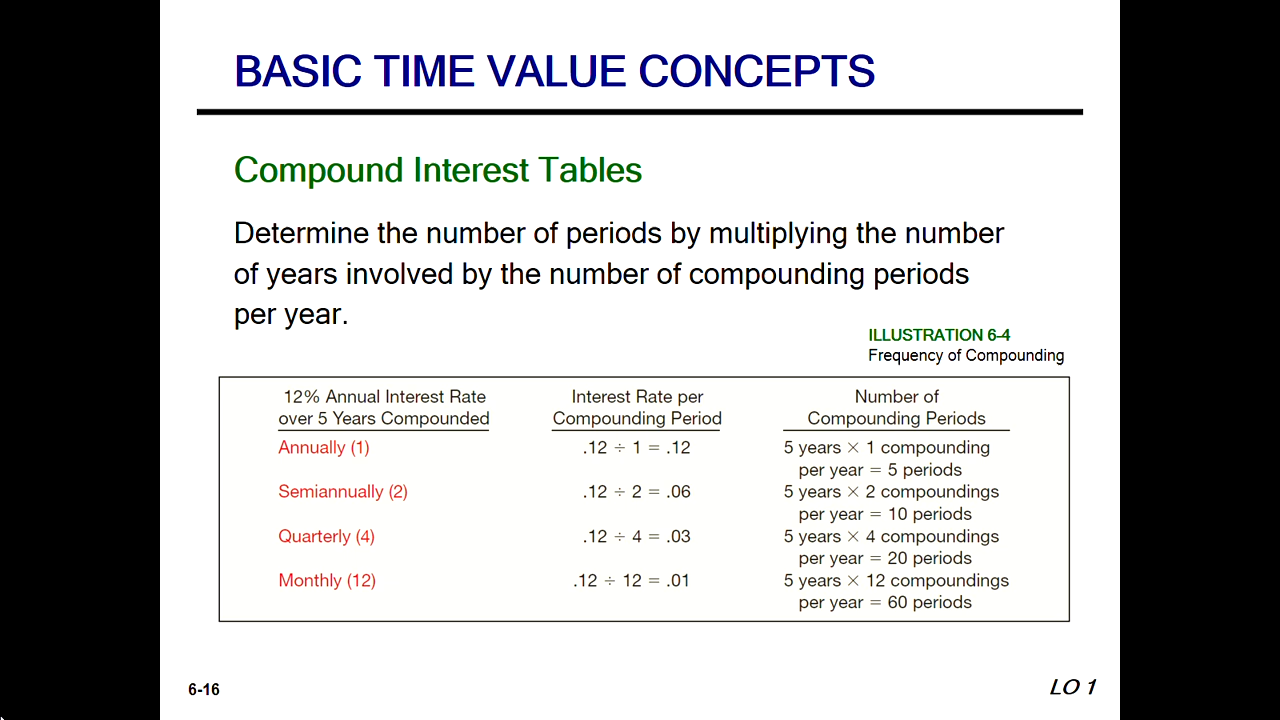 BASIC TIME VALUE CONCEPTS
Compound Interest Tables
Determine the number of periods by multiplying the number
of years involved by the number of compounding periods
per year.
ILLUSTRATION 6-4
Frequency of Compounding
12% Annual Interest Rate Interest Rate per Number of
over 5 Years Compounded Compounding Period Compounding Periods
Annually (1) .12 ÷ 1 = .12 5 years × 1 compounding
per year = 5 periods
Semiannually (2) .12 ÷ 2 = .06 5 years × 2 compoundings
per year = 10 periods
Quarterly (4) .12 ÷ 4 = .03 5 years × 4 compoundings
per year = 20 periods
Monthly (12) .12 ÷ 12 = .01 5 years × 12 compoundings
per year = 60 periods
6-16 LO 1